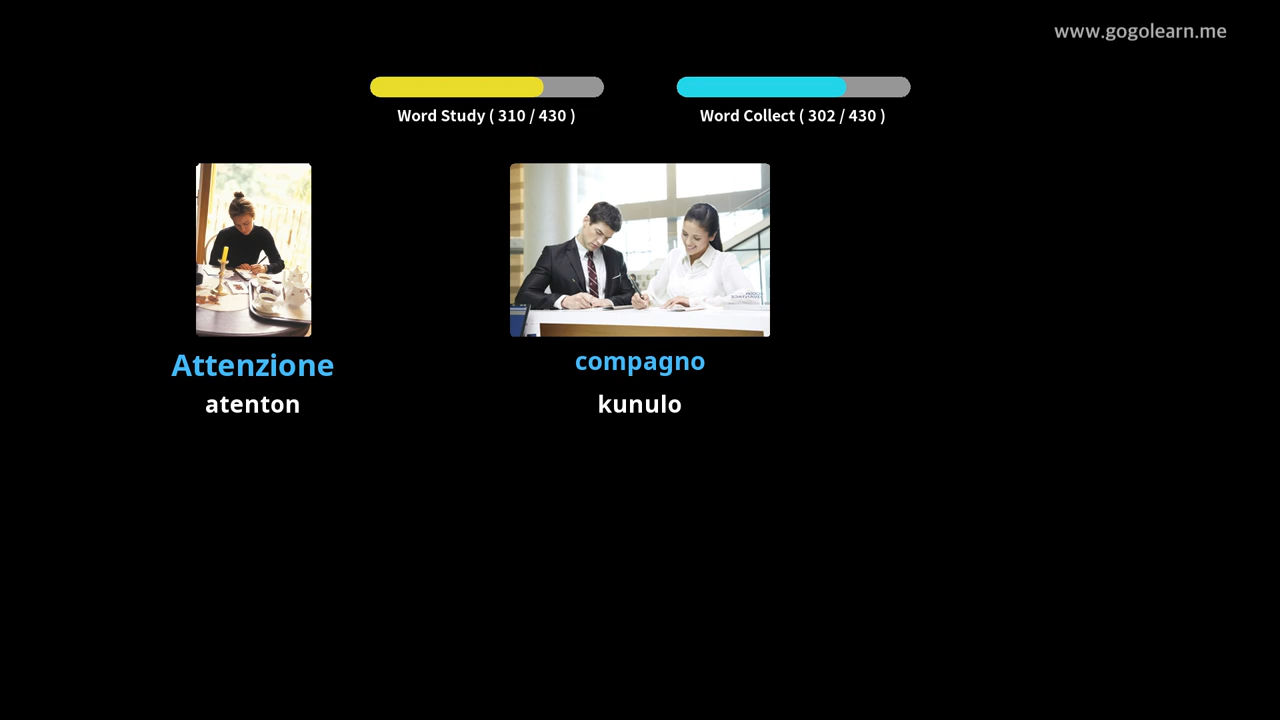 www.gogolearn.me
Word Study ( 310 / 430 )
Word Collect ( 302 / 430 )
Attenzione
atenton
compagno
kunulo